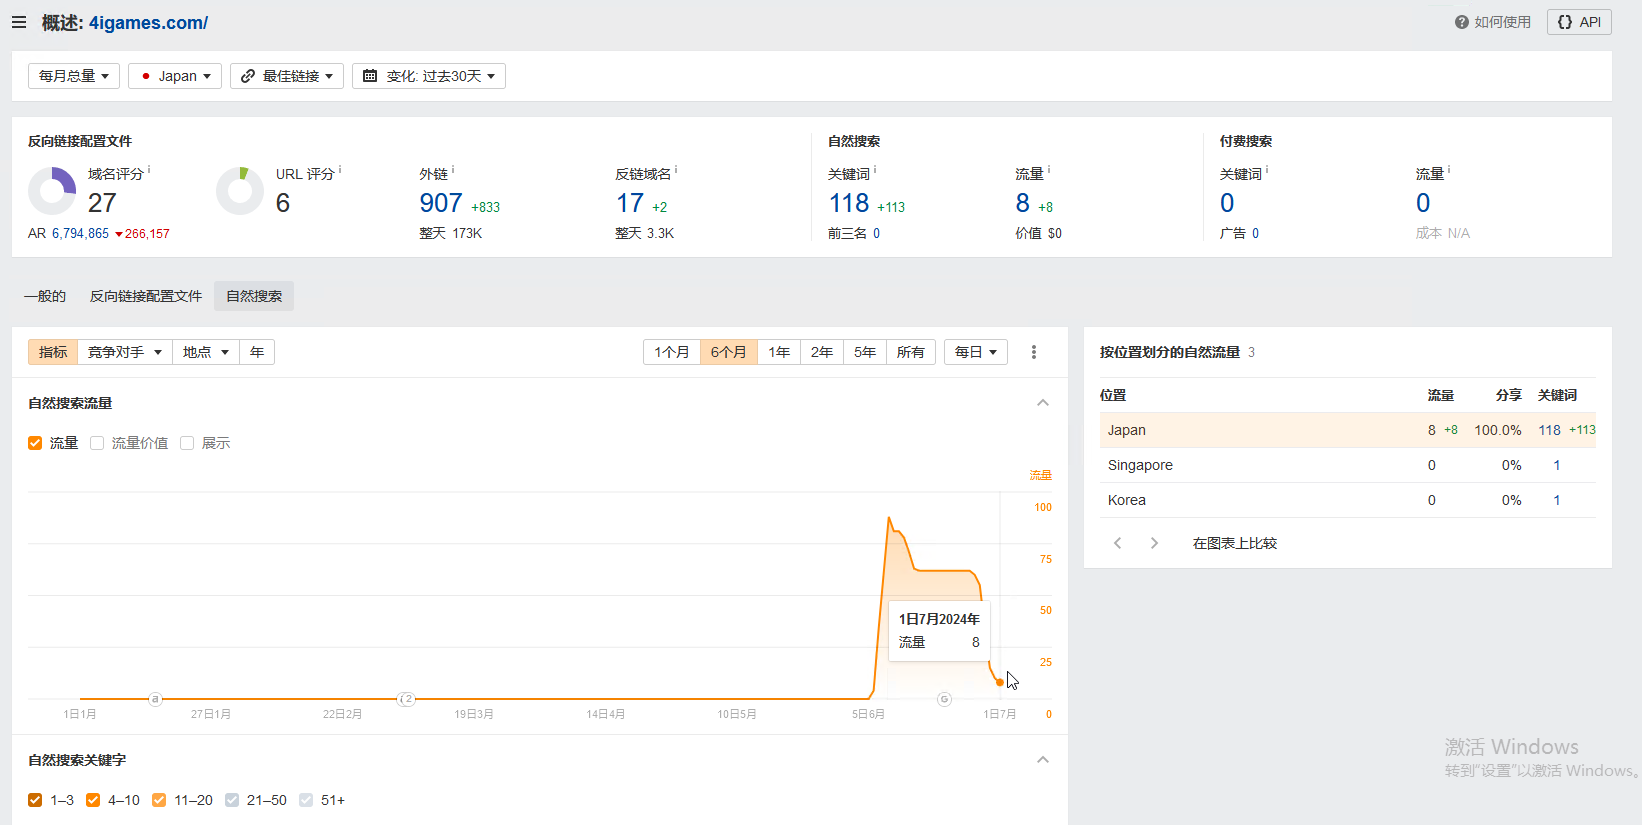 概述: 4igames.com/
如何使用
{} API
每月总量
Japan
最佳链接
变化: 过去30天
反向链接配置文件
域名评分 i
27
AR 6,794,865 266,157
URL 评分 i
6
外链 i
907 +833
整天 173K
反链域名 i
17 +2
整天 3.3K
自然搜索
关键词 i
118 +113
前三名 0
流量 i
8 +8
价值 $0
付费搜索
关键词 i
0
广告 0
流量 i
0
成本 N/A
一般的 反向链接配置文件 自然搜索
指标 竞争对手 地点 年
1个月 6个月 1年 2年 5年 所有 每日
自然搜索流量
流量 流量价值 展示
流量
100
75
50
25
0
1日7月2024年
流量 8
a
2
G
1日1月 27日1月 22日2月 19日3月 14日4月 10日5月 5日6月 1日7月
自然搜索关键字
1–3 4–10 11–20 21–50 51+
按位置划分的自然流量 3
位置 流量 分享 关键词
Japan 8 +8 100.0% 118 +113
Singapore 0 0% 1
Korea 0 0% 1
在图表上比较
激活 Windows
转到“设置”以激活 Windows。